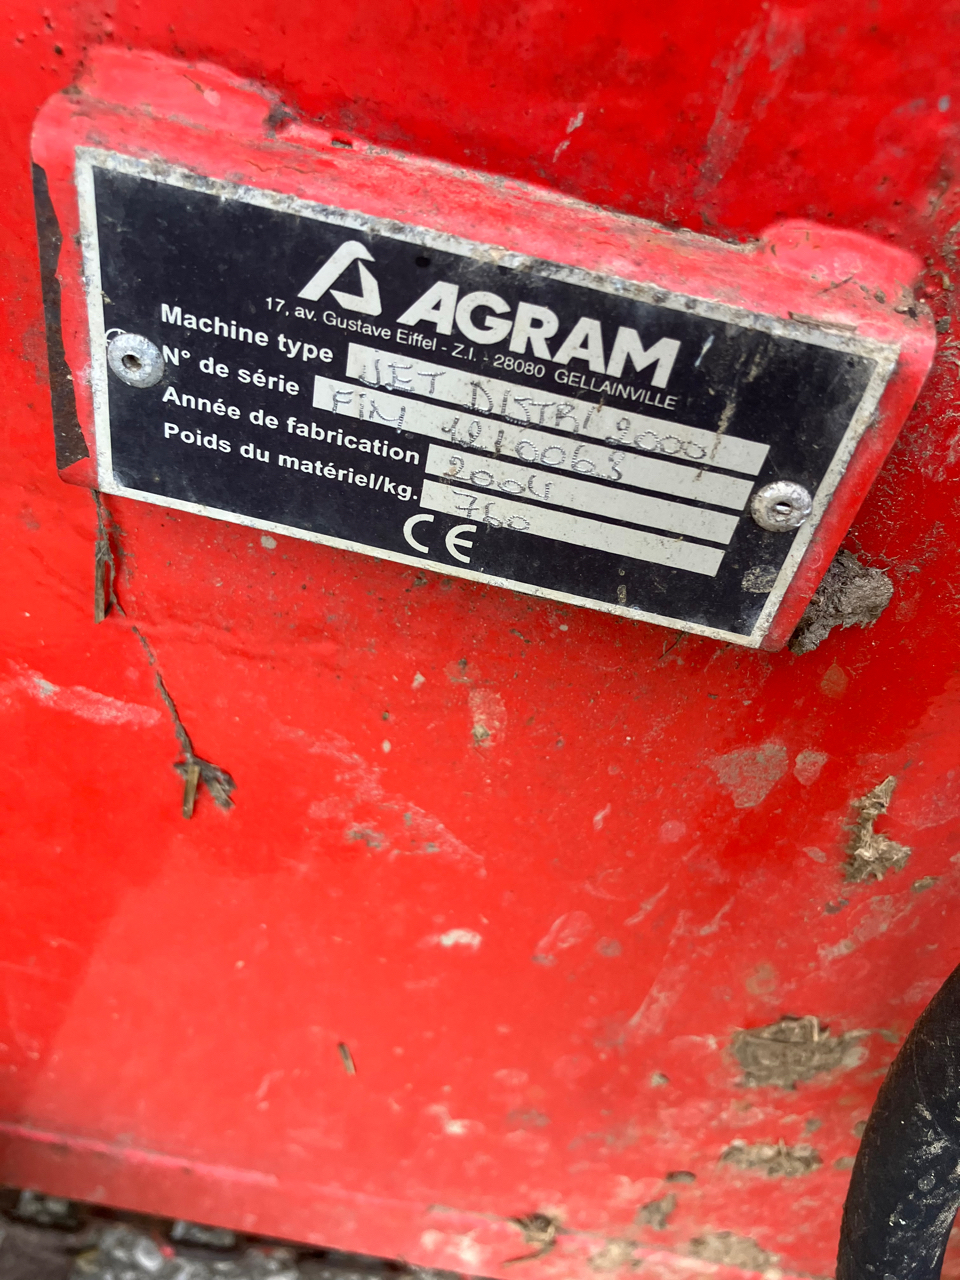 AGRAM
17, av. Gustave Eiffel - Z.I. - 28080 GELLAINVILLE
Machine type JET DISTRI 2000
N° de série FIM
Année de fabrication
Poids du matériel/kg. 760
CE